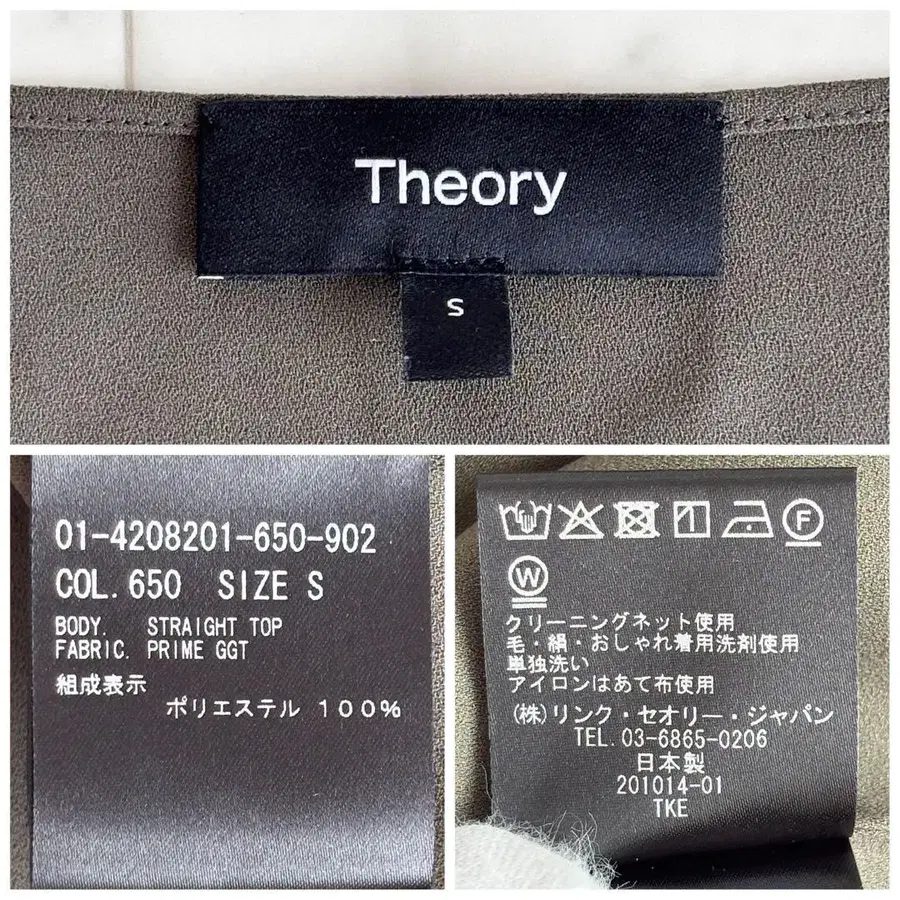 Theory
S
01-4208201-650-902
COL. 650 SIZE S
BODY. STRAIGHT TOP
FABRIC. PRIME GGT
組成表示
ポリエステル 100%
F
W
クリーニングネット使用
毛・絹・おしゃれ着用洗剤使用
単独洗い
アイロンはあて布使用
(株)リンク・セオリー・ジャパン
TEL. 03-6865-0206
日本製
201014-01
TKE